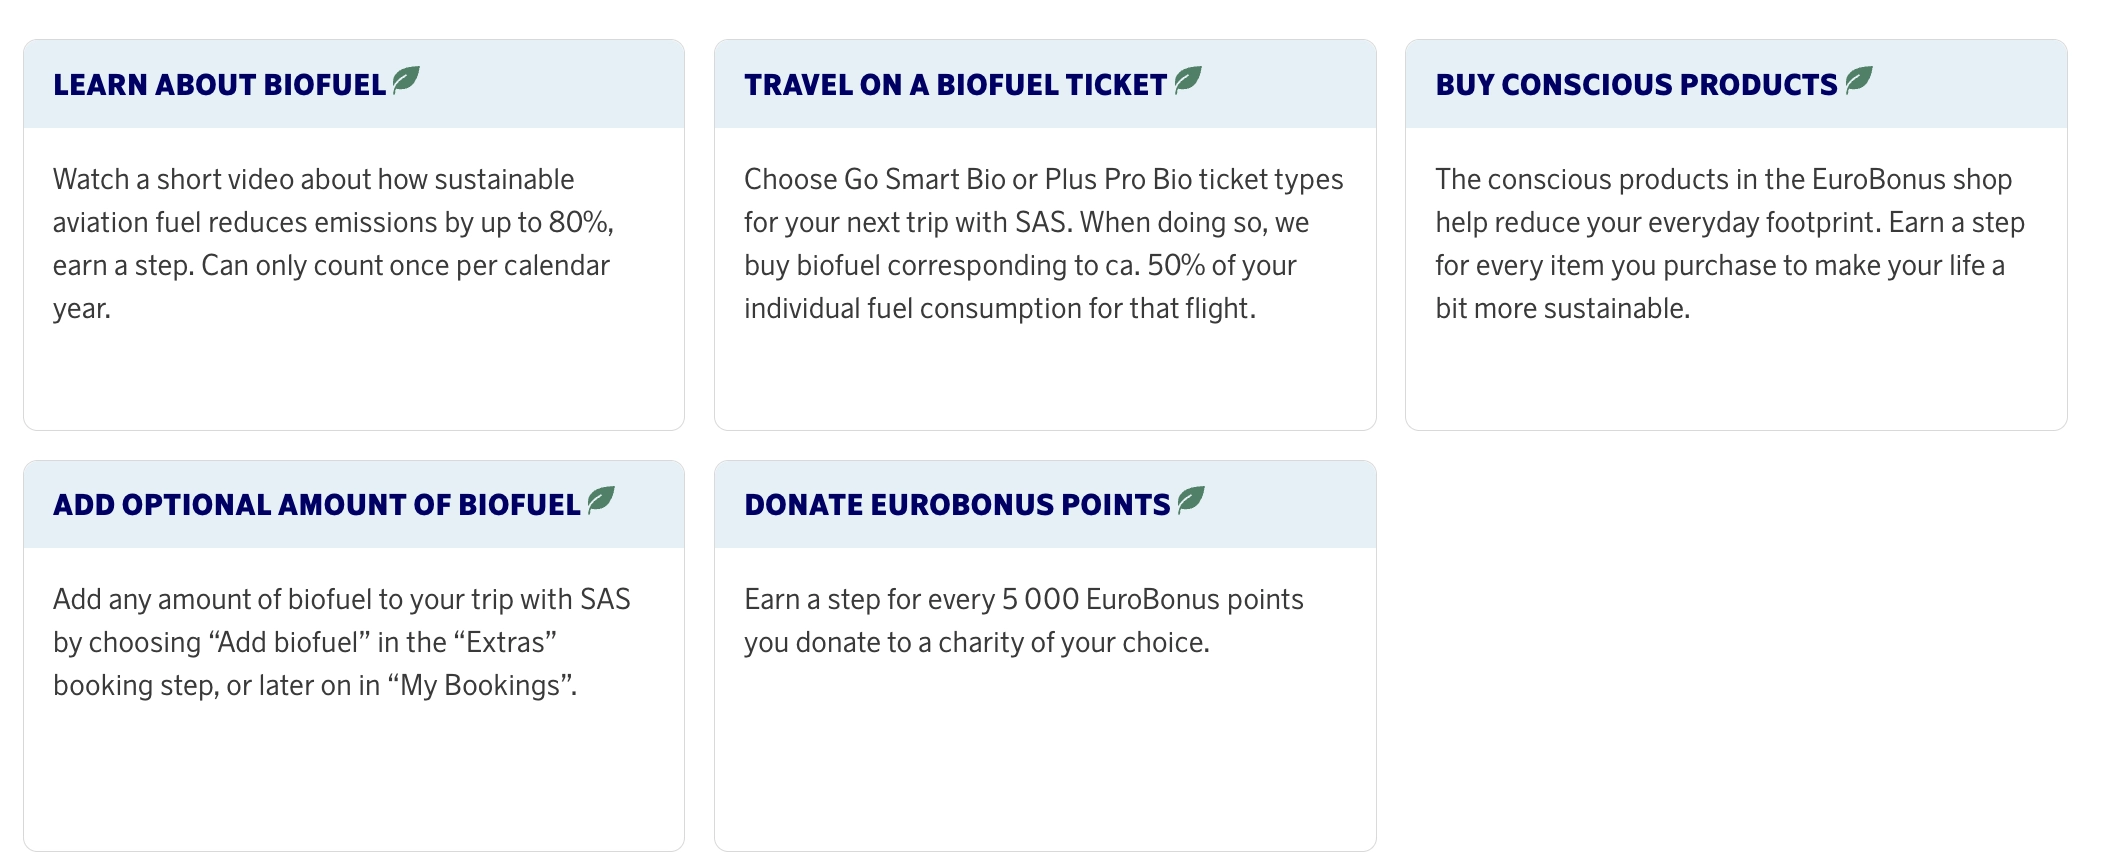 LEARN ABOUT BIOFUEL
Watch a short video about how sustainable
aviation fuel reduces emissions by up to 80%,
earn a step. Can only count once per calendar
year.
TRAVEL ON A BIOFUEL TICKET
Choose Go Smart Bio or Plus Pro Bio ticket types
for your next trip with SAS. When doing so, we
buy biofuel corresponding to ca. 50% of your
individual fuel consumption for that flight.
BUY CONSCIOUS PRODUCTS
The conscious products in the EuroBonus shop
help reduce your everyday footprint. Earn a step
for every item you purchase to make your life a
bit more sustainable.
ADD OPTIONAL AMOUNT OF BIOFUEL
Add any amount of biofuel to your trip with SAS
by choosing “Add biofuel” in the “Extras”
booking step, or later on in “My Bookings”.
DONATE EUROBONUS POINTS
Earn a step for every 5 000 EuroBonus points
you donate to a charity of your choice.